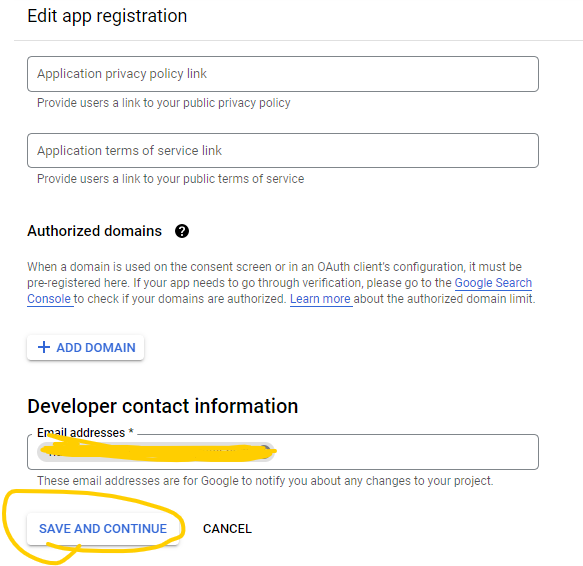 Edit app registration
Application privacy policy link
Provide users a link to your public privacy policy
Application terms of service link
Provide users a link to your public terms of service
Authorized domains ?
When a domain is used on the consent screen or in an OAuth client's configuration, it must be
pre-registered here. If your app needs to go through verification, please go to the Google Search
Console to check if your domains are authorized. Learn more about the authorized domain limit.
+ ADD DOMAIN
Developer contact information
Email addresses *
These email addresses are for Google to notify you about any changes to your project.
SAVE AND CONTINUE CANCEL